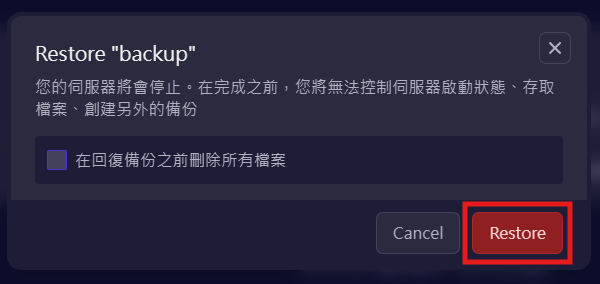 Restore "backup"
您的伺服器將會停止。在完成之前，您將無法控制伺服器啟動狀態、存取
檔案、創建另外的備份
在回復備份之前刪除所有檔案
Cancel
Restore